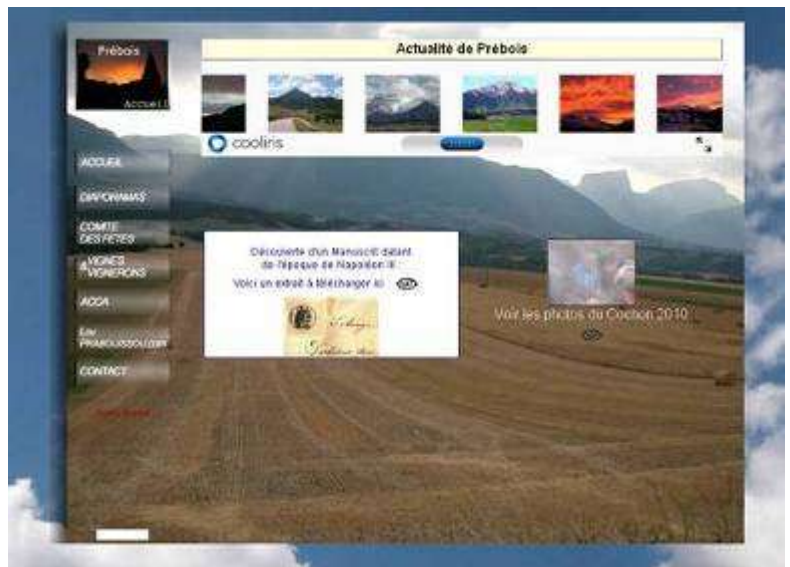 Prébois
Accueil
Actualité de Prébois
cooliris
ACCUEIL
DIAPORAMAS
COMITE
DES FETES
& VIGNES
VIGNERONS
ACCA
CONTACT
Découverte d'un Manuscrit datant
de l'époque de Napoléon III :
Voici un extrait à télécharger ici
Voir les photos du Cochon 2010